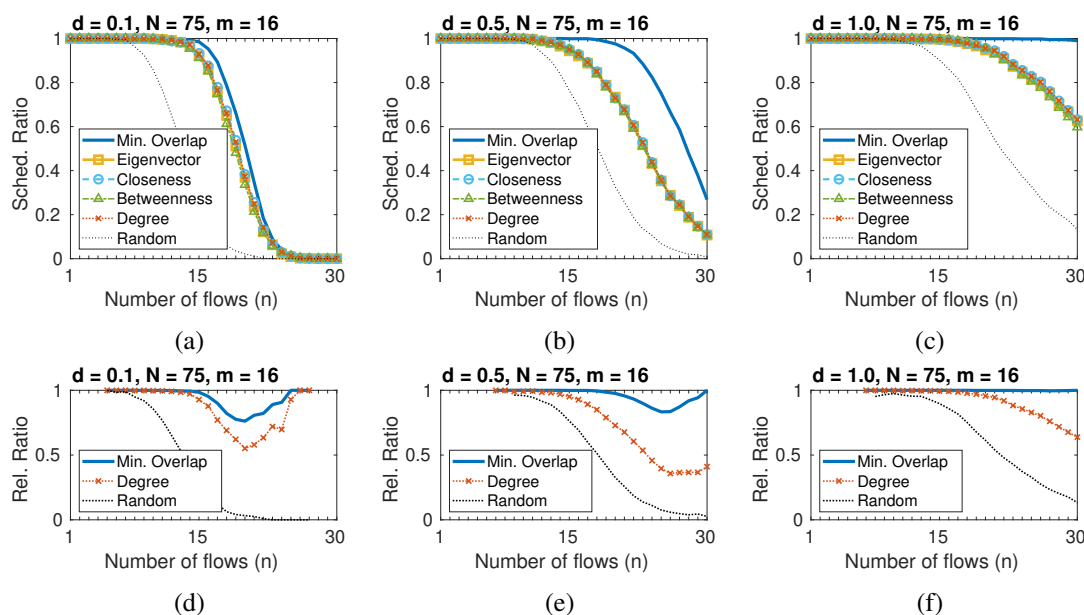 d = 0.1, N = 75, m = 16
Sched. Ratio
1
0.8
0.6
0.4
0.2
0
Min. Overlap
Eigenvector
Closeness
Betweenness
Degree
Random
1 15 30
Number of flows (n)
(a)
d = 0.5, N = 75, m = 16
Sched. Ratio
1
0.8
0.6
0.4
0.2
0
Min. Overlap
Eigenvector
Closeness
Betweenness
Degree
Random
1 15 30
Number of flows (n)
(b)
d = 1.0, N = 75, m = 16
Sched. Ratio
1
0.8
0.6
0.4
0.2
0
Min. Overlap
Eigenvector
Closeness
Betweenness
Degree
Random
1 15 30
Number of flows (n)
(c)
d = 0.1, N = 75, m = 16
Rel. Ratio
1
0.5
0
Min. Overlap
Degree
Random
1 15 30
Number of flows (n)
(d)
d = 0.5, N = 75, m = 16
Rel. Ratio
1
0.5
0
Min. Overlap
Degree
Random
1 15 30
Number of flows (n)
(e)
d = 1.0, N = 75, m = 16
Rel. Ratio
1
0.5
0
Min. Overlap
Degree
Random
1 15 30
Number of flows (n)
(f)